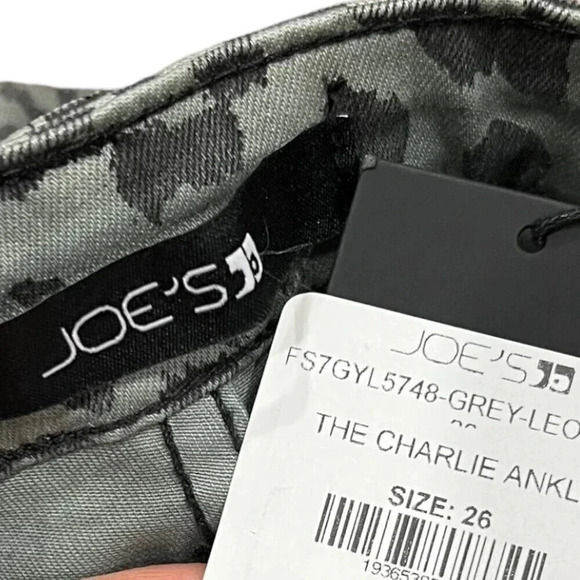 JOE'S
JOE'S
FS7GYL5748-GREY-LEO
THE CHARLIE ANKL
SIZE: 26